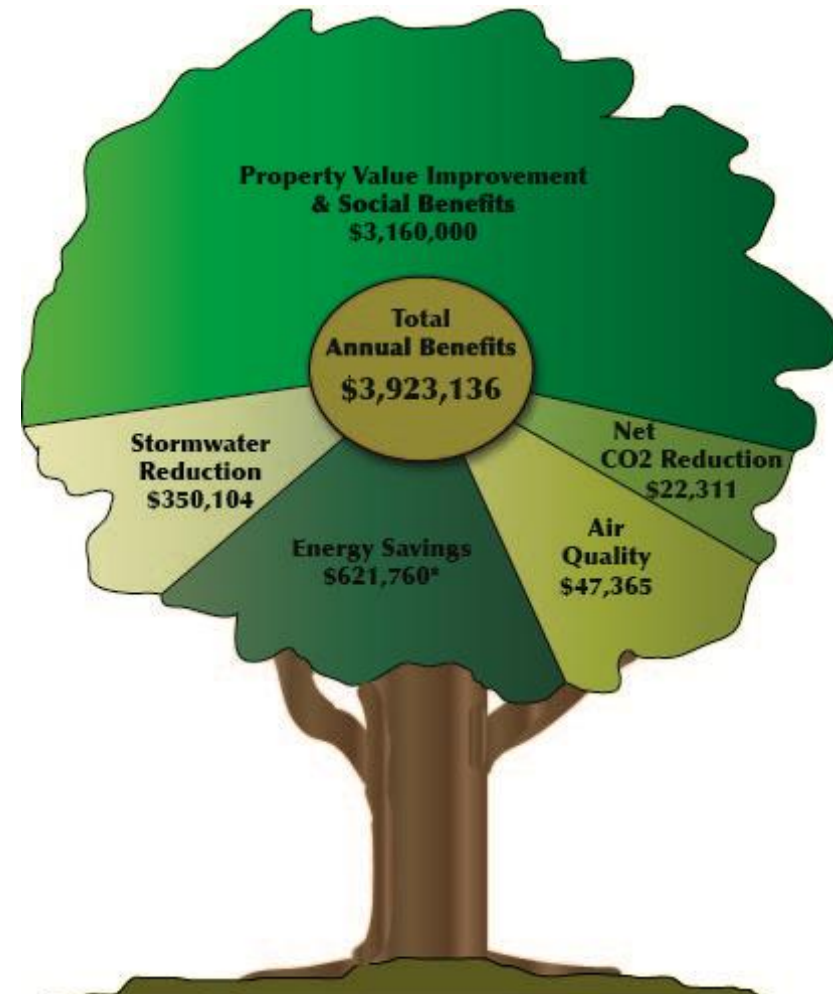 Property Value Improvement
& Social Benefits
$3,160,000
Total
Annual Benefits
$3,923,136
Stormwater
Reduction
$350,104
Energy Savings
$621,760*
Air
Quality
$47,365
Net
CO2 Reduction
$22,311